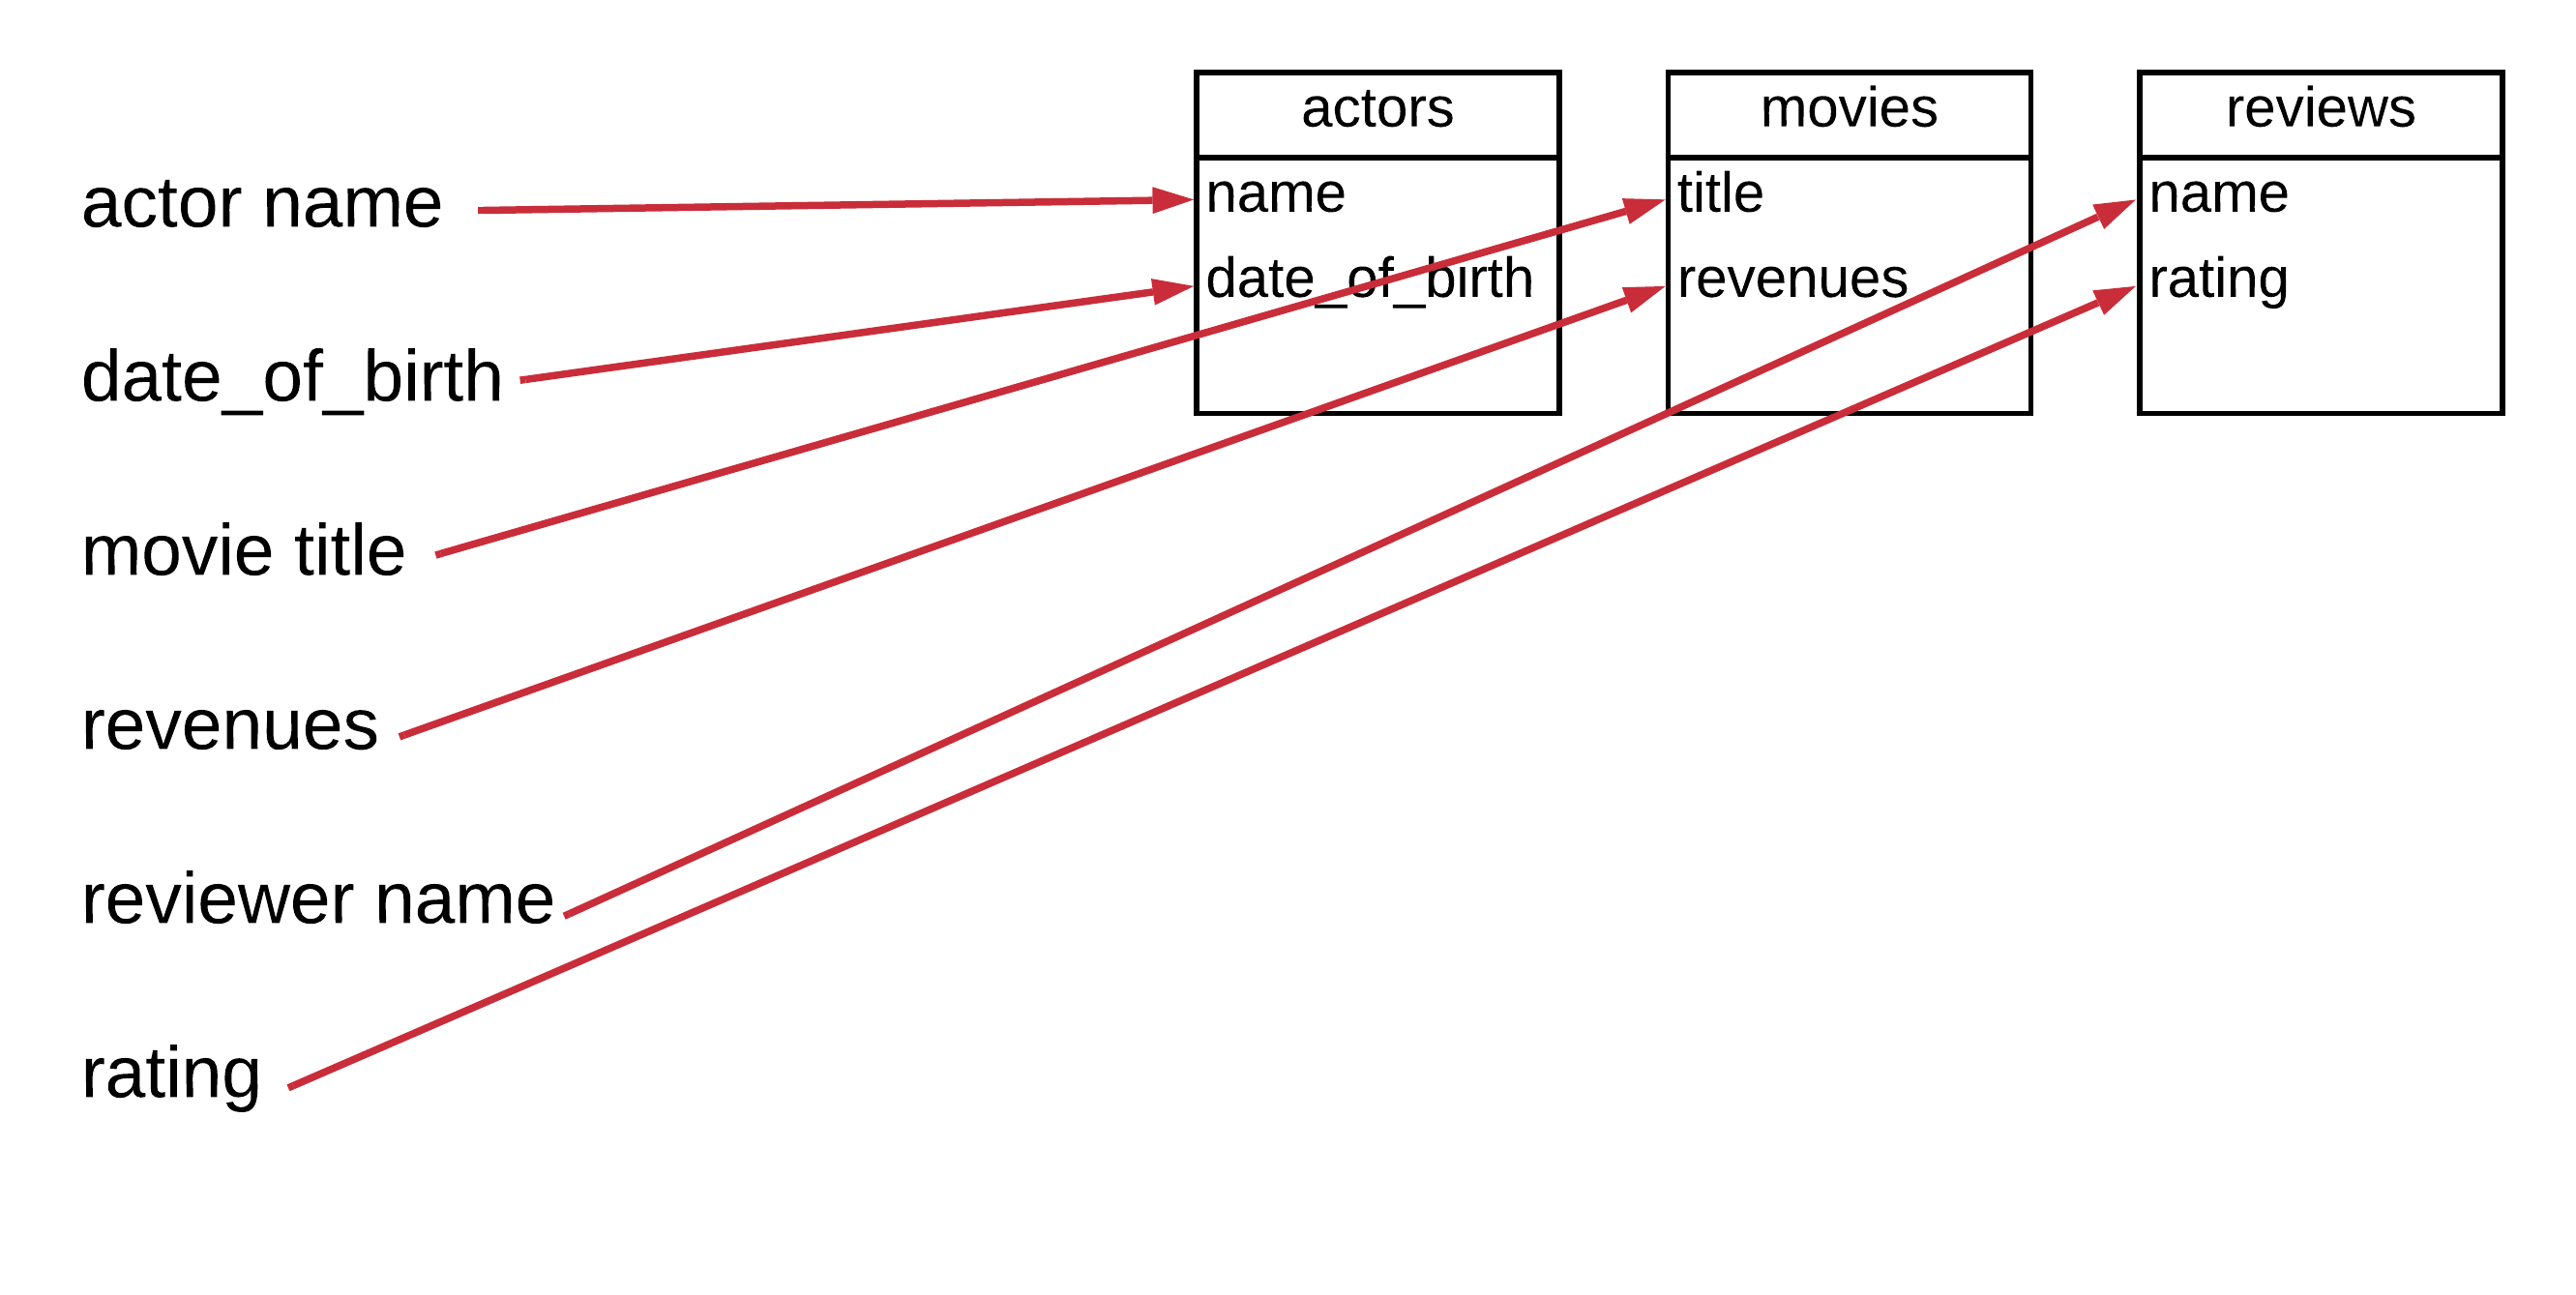 actors
movies
reviews
actor name
name
title
name
date_of_birth
revenues
rating
date_of_birth
movie title
revenues
reviewer name
rating